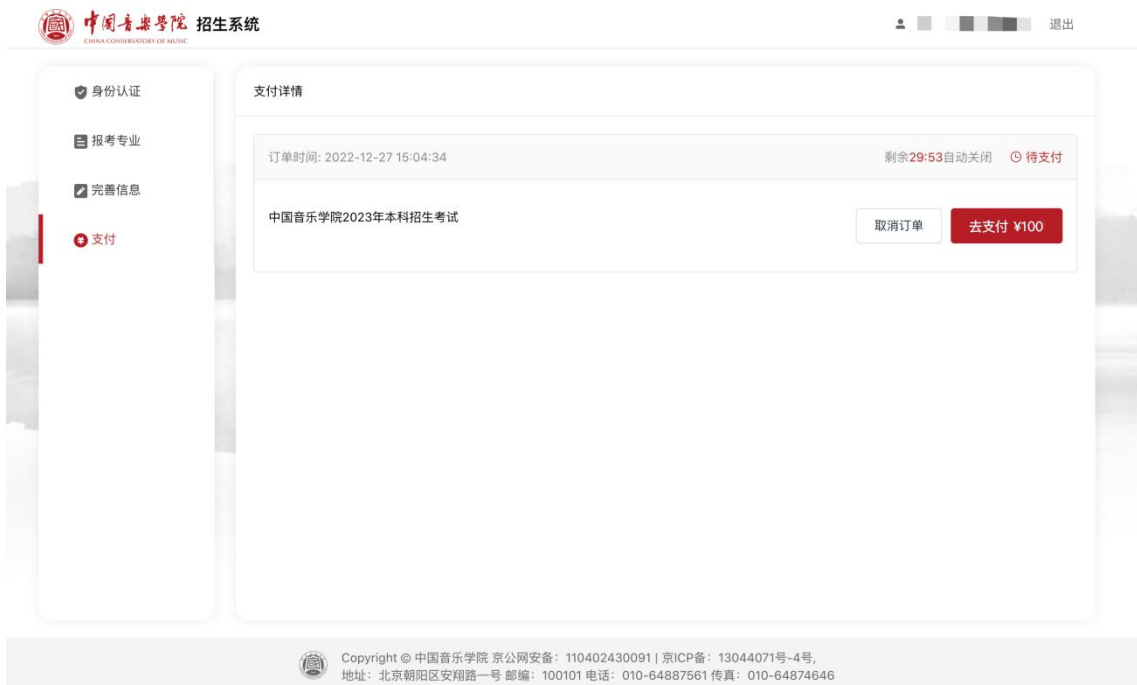 中国音乐学院 招生系统
CHINA CONSERVATORY OF MUSIC
退出
身份认证
报考专业
完善信息
支付
支付详情
订单时间: 2022-12-27 15:04:34
剩余29:53自动关闭 待支付
中国音乐学院2023年本科招生考试
取消订单
去支付 ¥100
Copyright © 中国音乐学院 京公网安备：110402430091 | 京ICP备：13044071号-4号,
地址：北京朝阳区安翔路一号 邮编：100101 电话：010-64887561 传真：010-64874646